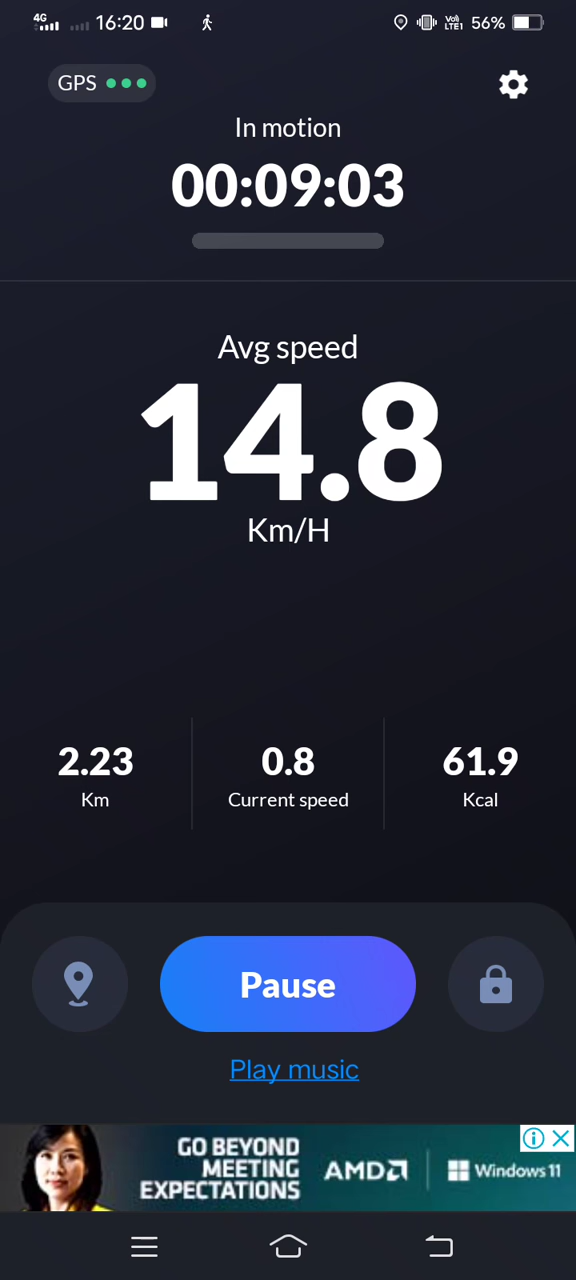 4G 16:20 VoLTE1 56%
GPS
In motion
00:09:03
Avg speed
14.8
Km/H
2.23 0.8 61.9
Km Current speed Kcal
Pause
Play music
GO BEYOND
MEETING
EXPECTATIONS
AMD Windows 11